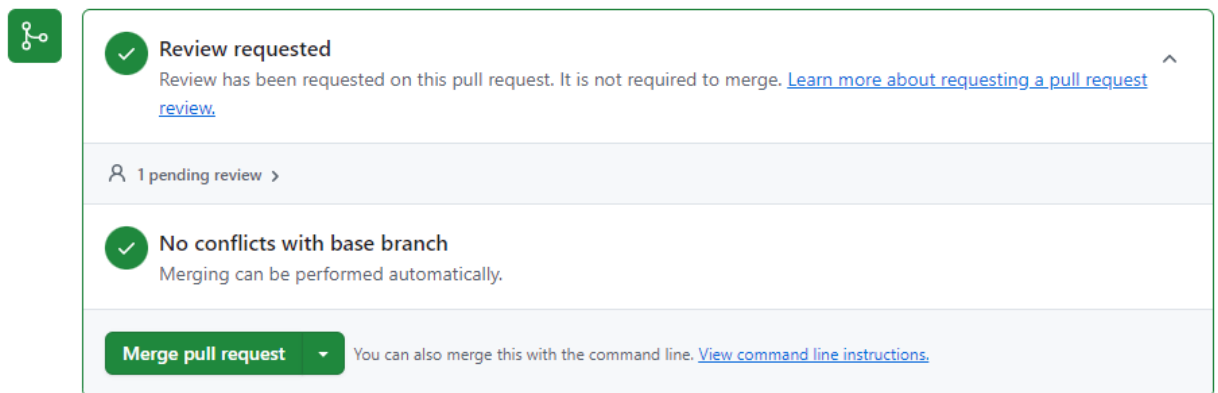 Review requested
Review has been requested on this pull request. It is not required to merge. Learn more about requesting a pull request
review.
1 pending review
No conflicts with base branch
Merging can be performed automatically.
Merge pull request
You can also merge this with the command line. View command line instructions.